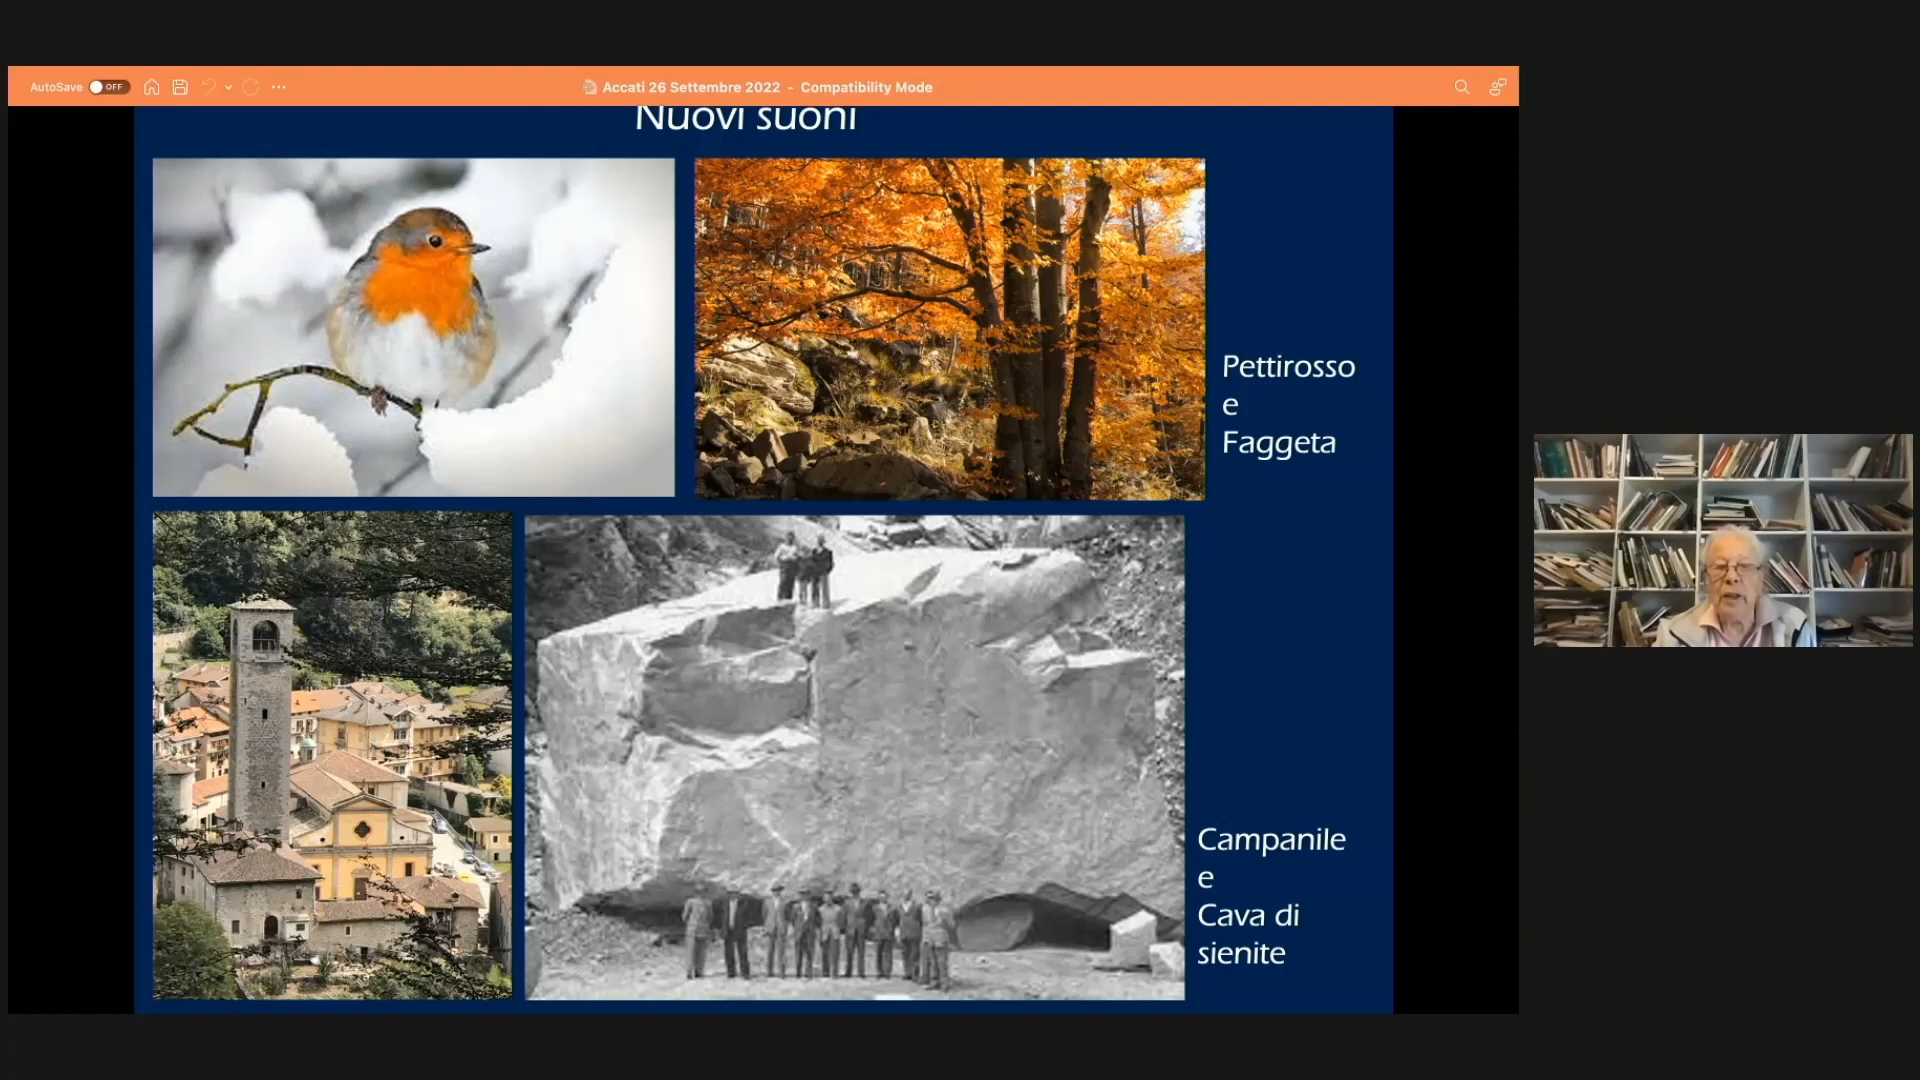 AutoSave OFF
Accati 26 Settembre 2022 - Compatibility Mode
Nuovi suoni
Pettirosso
e
Faggeta
Campanile
e
Cava di
sienite